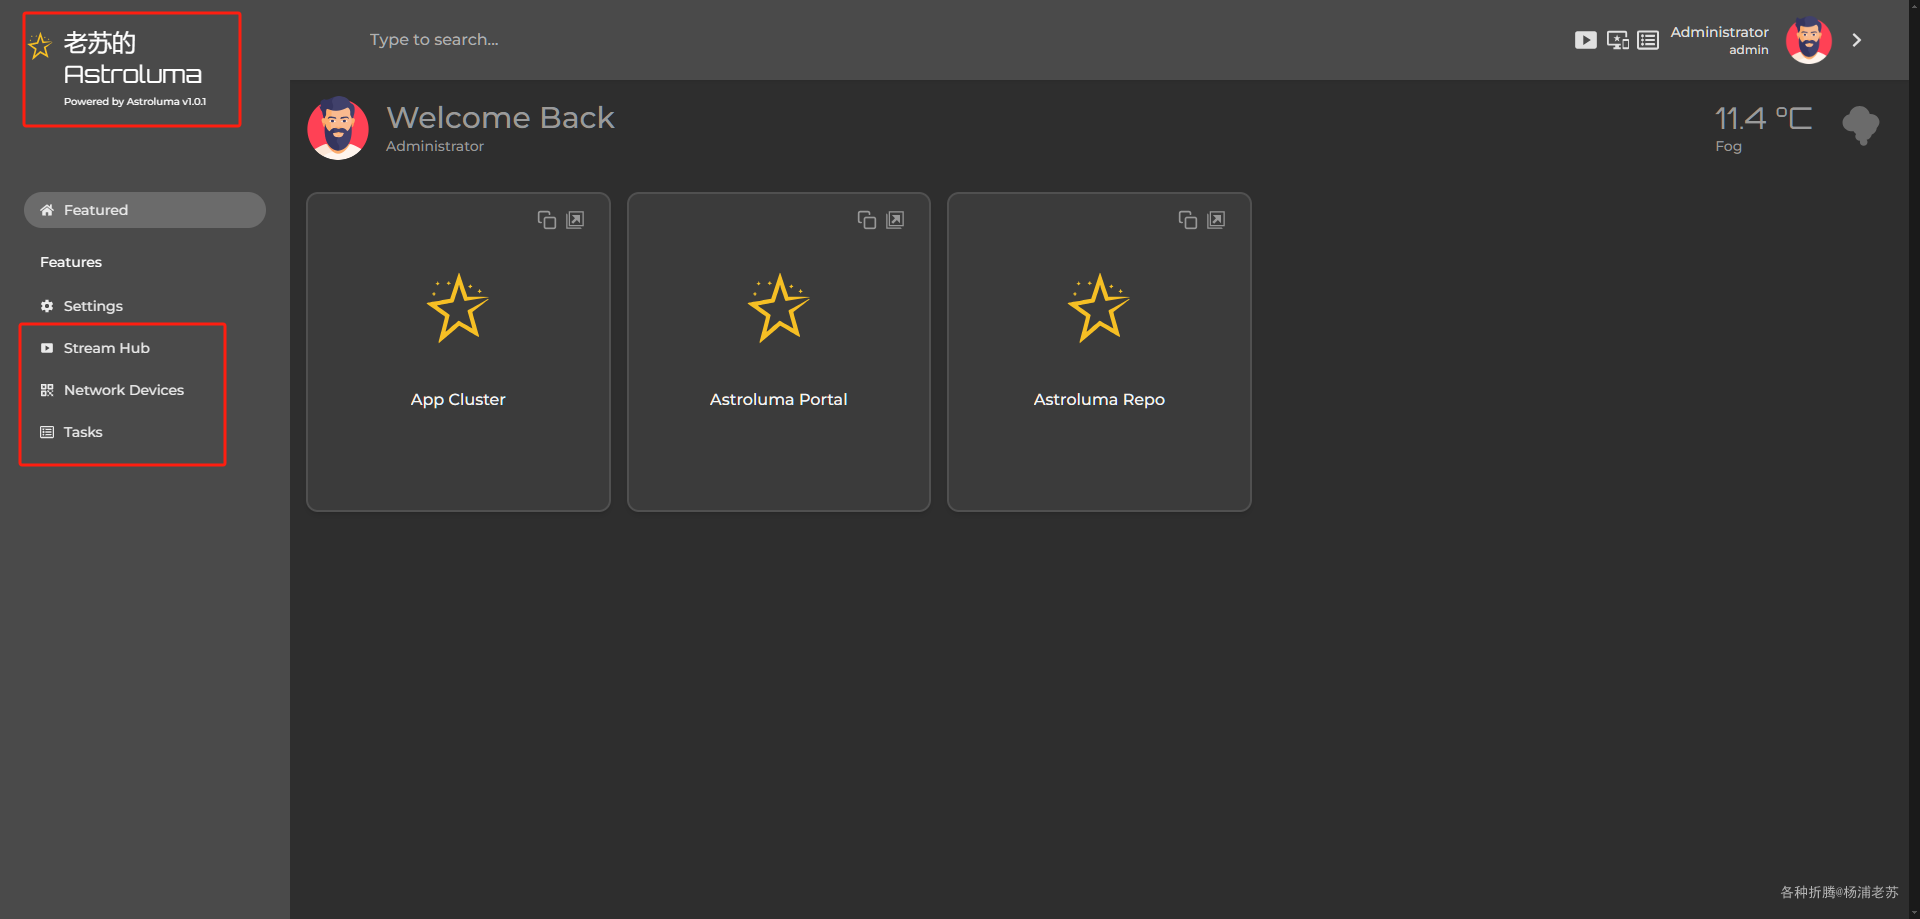 老苏的
Astroluma
Powered by Astroluma v1.0.1
Type to search...
Administrator
admin
Featured
Features
Settings
Stream Hub
Network Devices
Tasks
Welcome Back
Administrator
11.4 °C
Fog
App Cluster
Astroluma Portal
Astroluma Repo
各种折腾@杨浦老苏